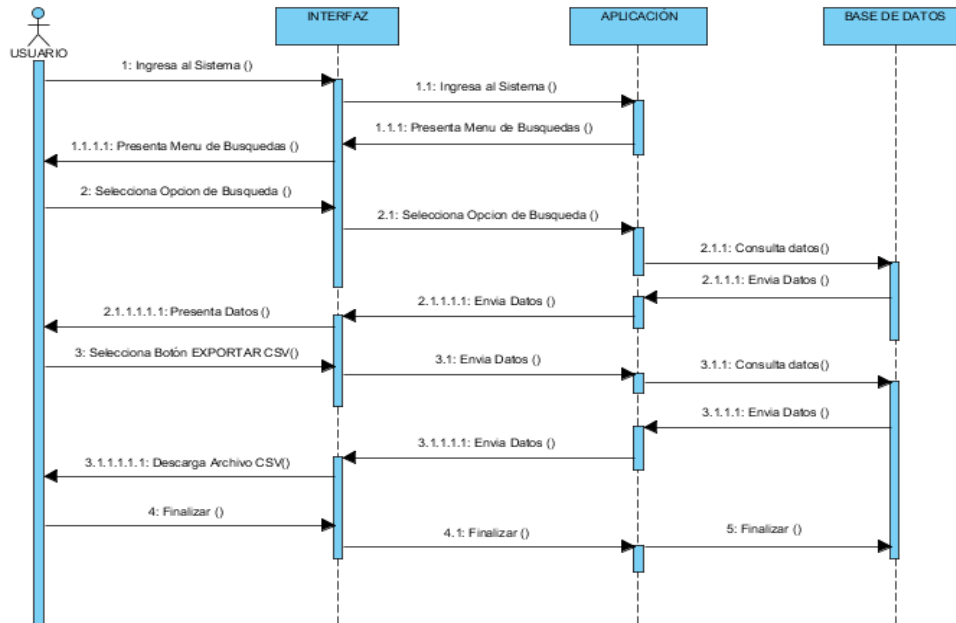 INTERFAZ
APLICACIÓN
BASE DE DATOS
USUARIO
1: Ingresa al Sistema ()
1.1: Ingresa al Sistema ()
1.1.1: Presenta Menu de Busquedas ()
1.1.1.1: Presenta Menu de Busquedas ()
2: Selecciona Opcion de Busqueda ()
2.1: Selecciona Opcion de Busqueda ()
2.1.1: Consulta datos()
2.1.1.1: Envia Datos ()
2.1.1.1.1: Envia Datos ()
2.1.1.1.1.1: Presenta Datos ()
3: Selecciona Botón EXPORTAR CSV()
3.1: Envia Datos ()
3.1.1: Consulta datos()
3.1.1.1: Envia Datos ()
3.1.1.1.1: Envia Datos ()
3.1.1.1.1.1: Descarga Archivo CSV()
4: Finalizar ()
4.1: Finalizar ()
5: Finalizar ()